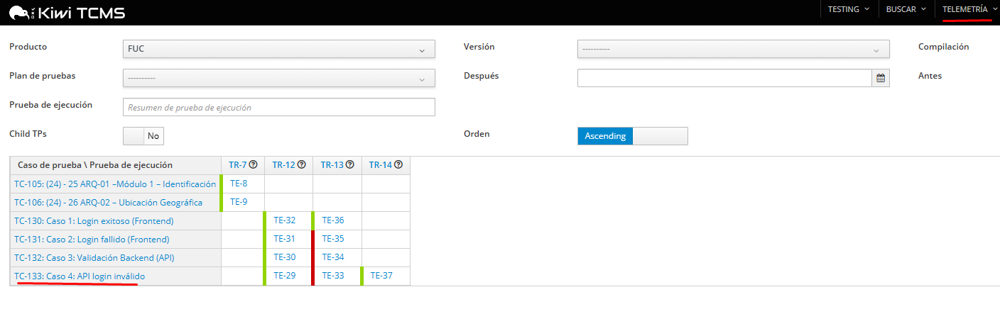 Kiwi TCMS
TESTING
BUSCAR
TELEMETRÍA
Producto
FUC
Versión
----------
Compilación
Plan de pruebas
----------
Después
Antes
Prueba de ejecución
Resumen de prueba de ejecución
Child TPs
No
Orden
Ascending
Caso de prueba \ Prueba de ejecución TR-7 TR-12 TR-13 TR-14
TC-105: (24) - 25 ARQ-01 –Módulo 1 – Identificación TE-8
TC-106: (24) - 26 ARQ-02 – Ubicación Geográfica TE-9
TC-130: Caso 1: Login exitoso (Frontend) TE-32 TE-36
TC-131: Caso 2: Login fallido (Frontend) TE-31 TE-35
TC-132: Caso 3: Validación Backend (API) TE-30 TE-34
TC-133: Caso 4: API login inválido TE-29 TE-33 TE-37